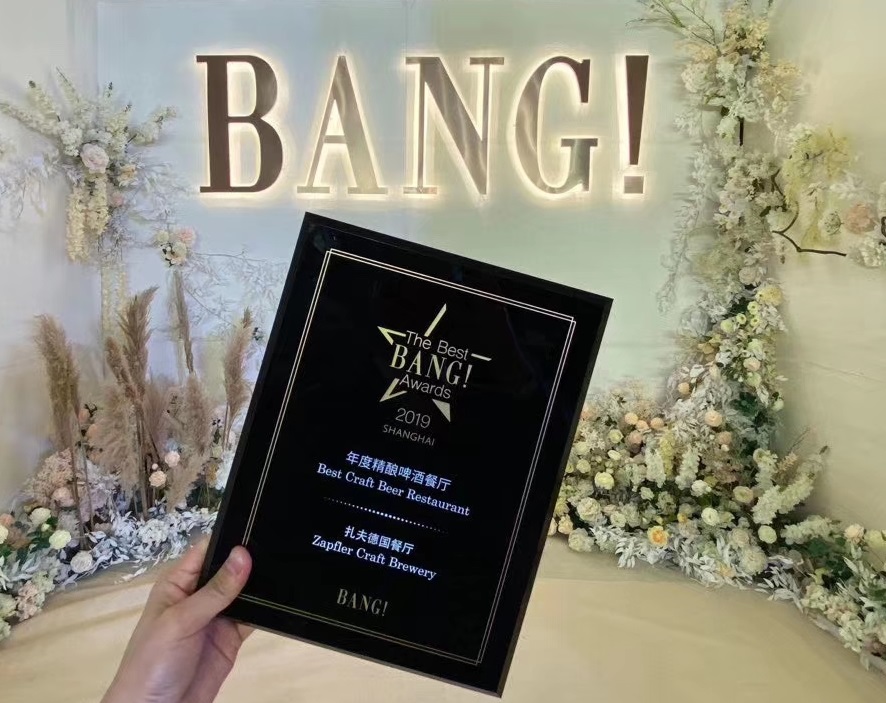 BANG!
The Best
BANG!
Awards
2019
SHANGHAI
年度精酿啤酒餐厅
Best Craft Beer Restaurant
扎夫德国餐厅
Zapfler Craft Brewery
BANG!